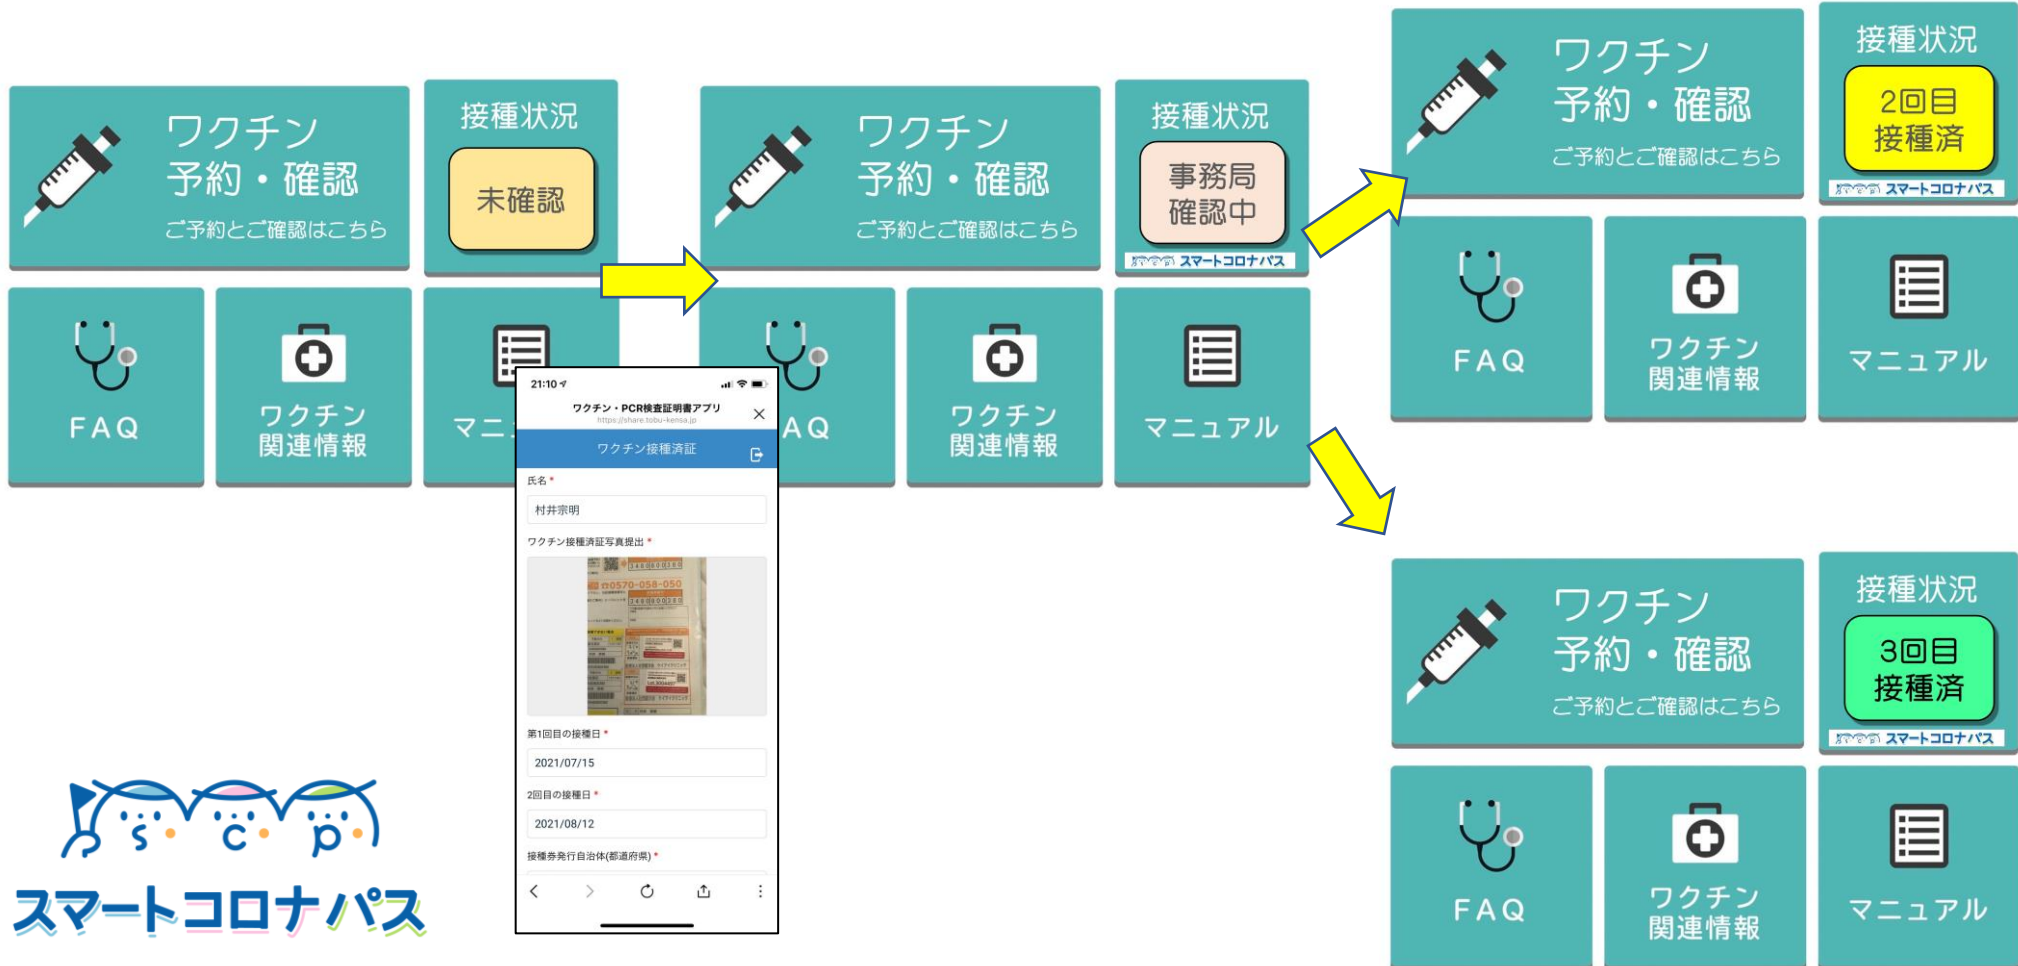 ワクチン
予約・確認
ご予約とご確認はこちら
接種状況
未確認
FAQ
ワクチン
関連情報
マニ
ワクチン
予約・確認
ご予約とご確認はこちら
接種状況
事務局
確認中
スマートコロナパス
AQ
ワクチン
関連情報
マニュアル
ワクチン
予約・確認
ご予約とご確認はこちら
接種状況
2回目
接種済
スマートコロナパス
FAQ
ワクチン
関連情報
マニュアル
ワクチン
予約・確認
ご予約とご確認はこちら
接種状況
3回目
接種済
スマートコロナパス
FAQ
ワクチン
関連情報
マニュアル
21:10
ワクチン・PCR検査証明書アプリ
https://share.tobu-kensa.jp
ワクチン接種済証
氏名*
村井宗明
ワクチン接種済証写真提出*
☎0570-058-050
第1回目の接種日*
2021/07/15
2回目の接種日*
2021/08/12
接種券発行自治体(都道府県)*
s c p
スマートコロナパス